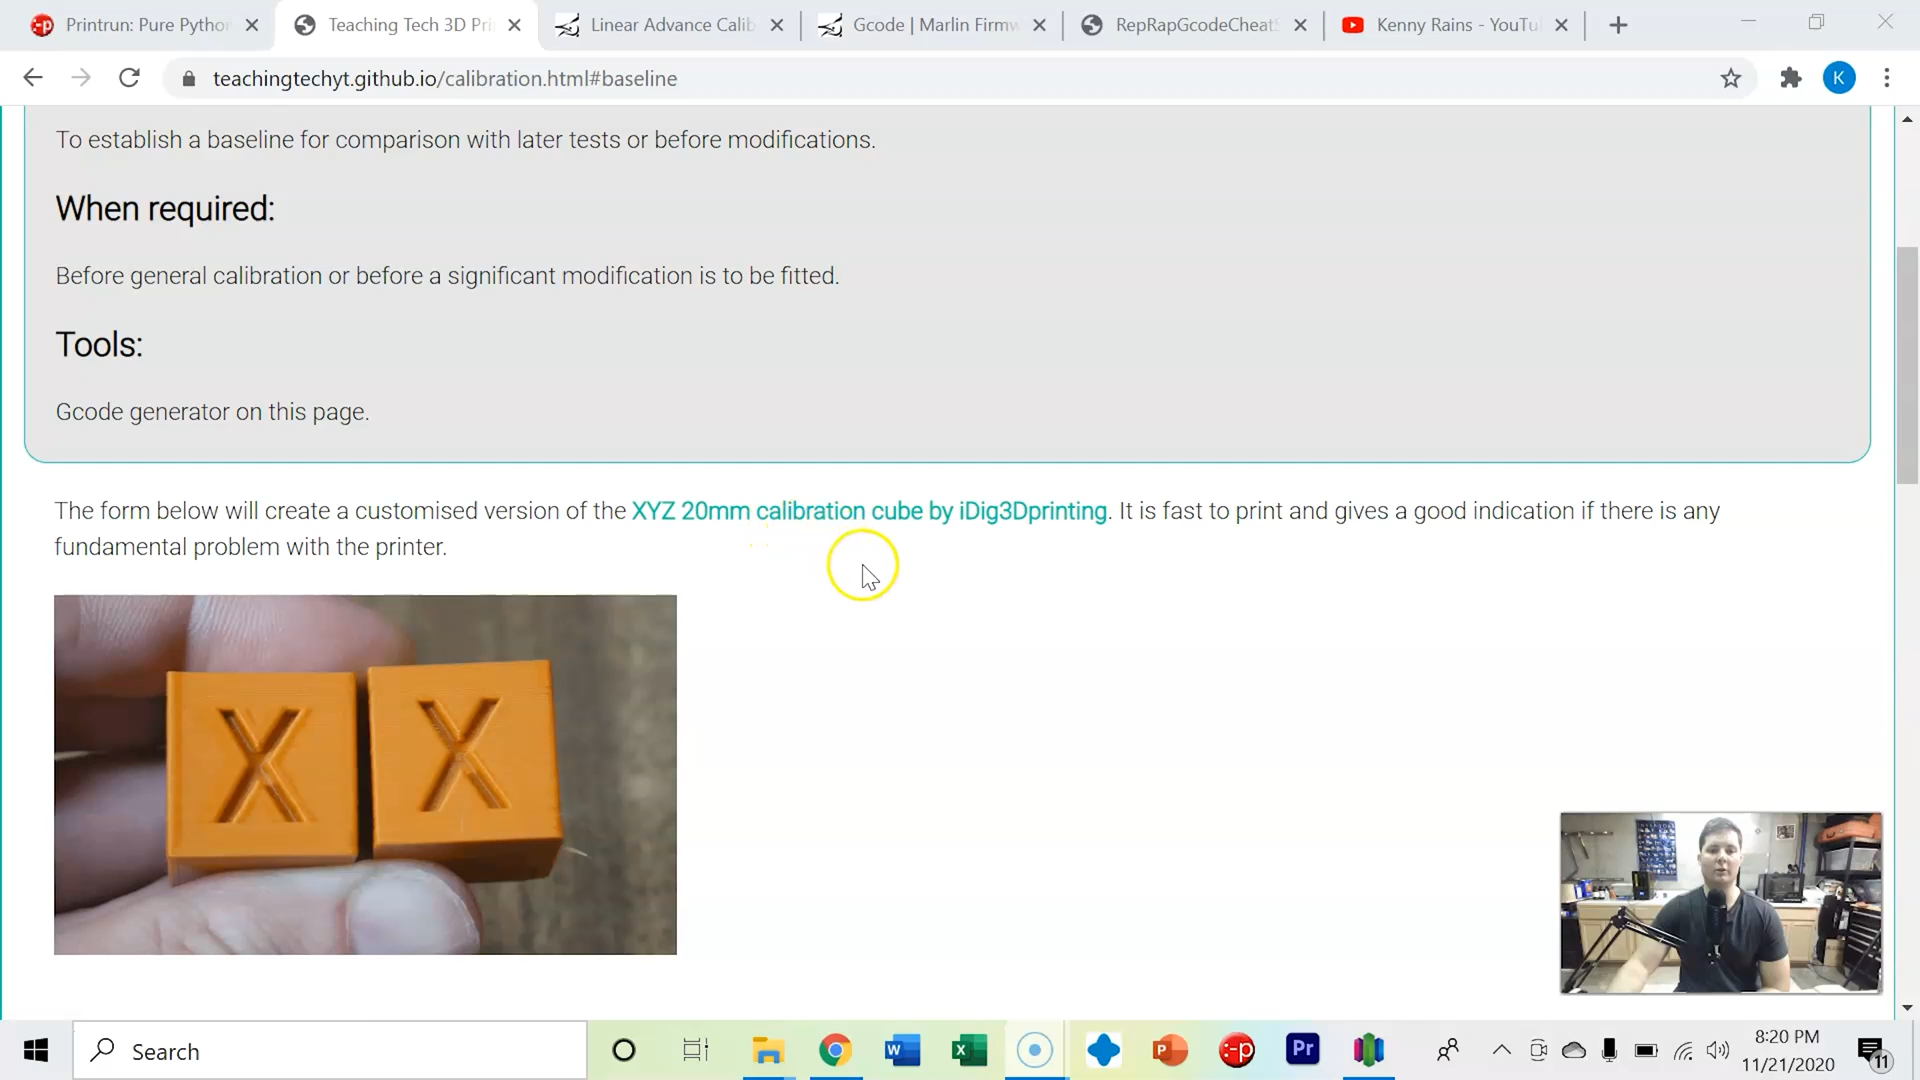 Printrun: Pure Python
Teaching Tech 3D Pri
Linear Advance Calib
Gcode | Marlin Firmw
RepRapGcodeCheatS
Kenny Rains - YouTu
teachingtechyt.github.io/calibration.html#baseline
K
To establish a baseline for comparison with later tests or before modifications.
When required:
Before general calibration or before a significant modification is to be fitted.
Tools:
Gcode generator on this page.
The form below will create a customised version of the XYZ 20mm calibration cube by iDig3Dprinting. It is fast to print and gives a good indication if there is any
fundamental problem with the printer.
X X
Search
W
X
P
:-p
Pr
8:20 PM
11/21/2020
11